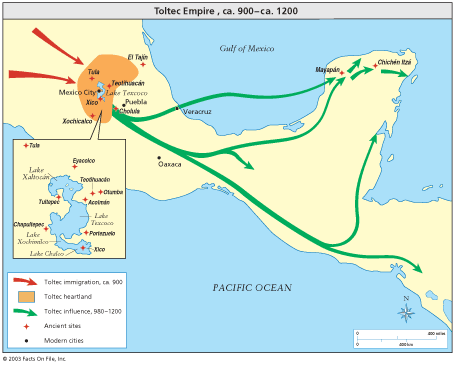 Toltec Empire , ca. 900–ca. 1200
Gulf of Mexico
El Tajín
Tula
Teotihuacán
Mexico City
Lake Texcoco
Xico
Puebla
Cholula
Xochicalco
Veracruz
Oaxaca
Mayapán
Chichén Itzá
Tula
Eyacolco
Lake
Xaltocán
Teotihuacán
Otumba
Tultepec
Acolmán
Lake
Texcoco
Chapultepec
Lake
Xochimilco
Portezuelo
Lake Chalco
Xico
PACIFIC OCEAN
N
Toltec immigration, ca. 900
Toltec heartland
Toltec influence, 980–1200
Ancient sites
Modern cities
0 400 miles
0 400 km
© 2003 Facts On File, Inc.